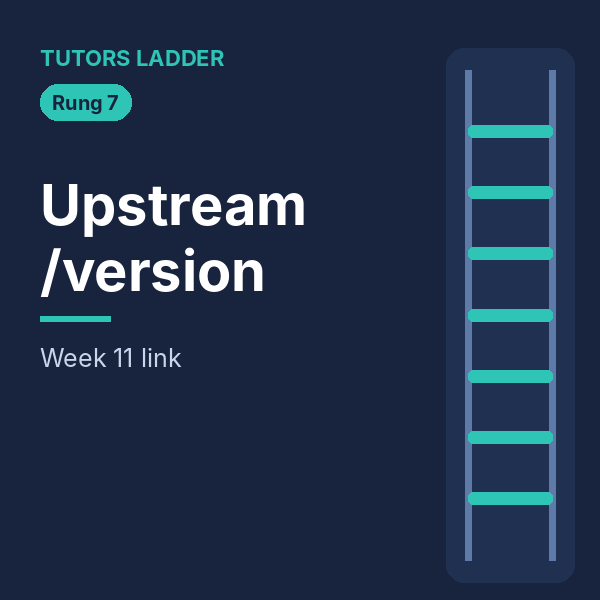 TUTORS LADDER
Rung 7
Upstream
/version
Week 11 link